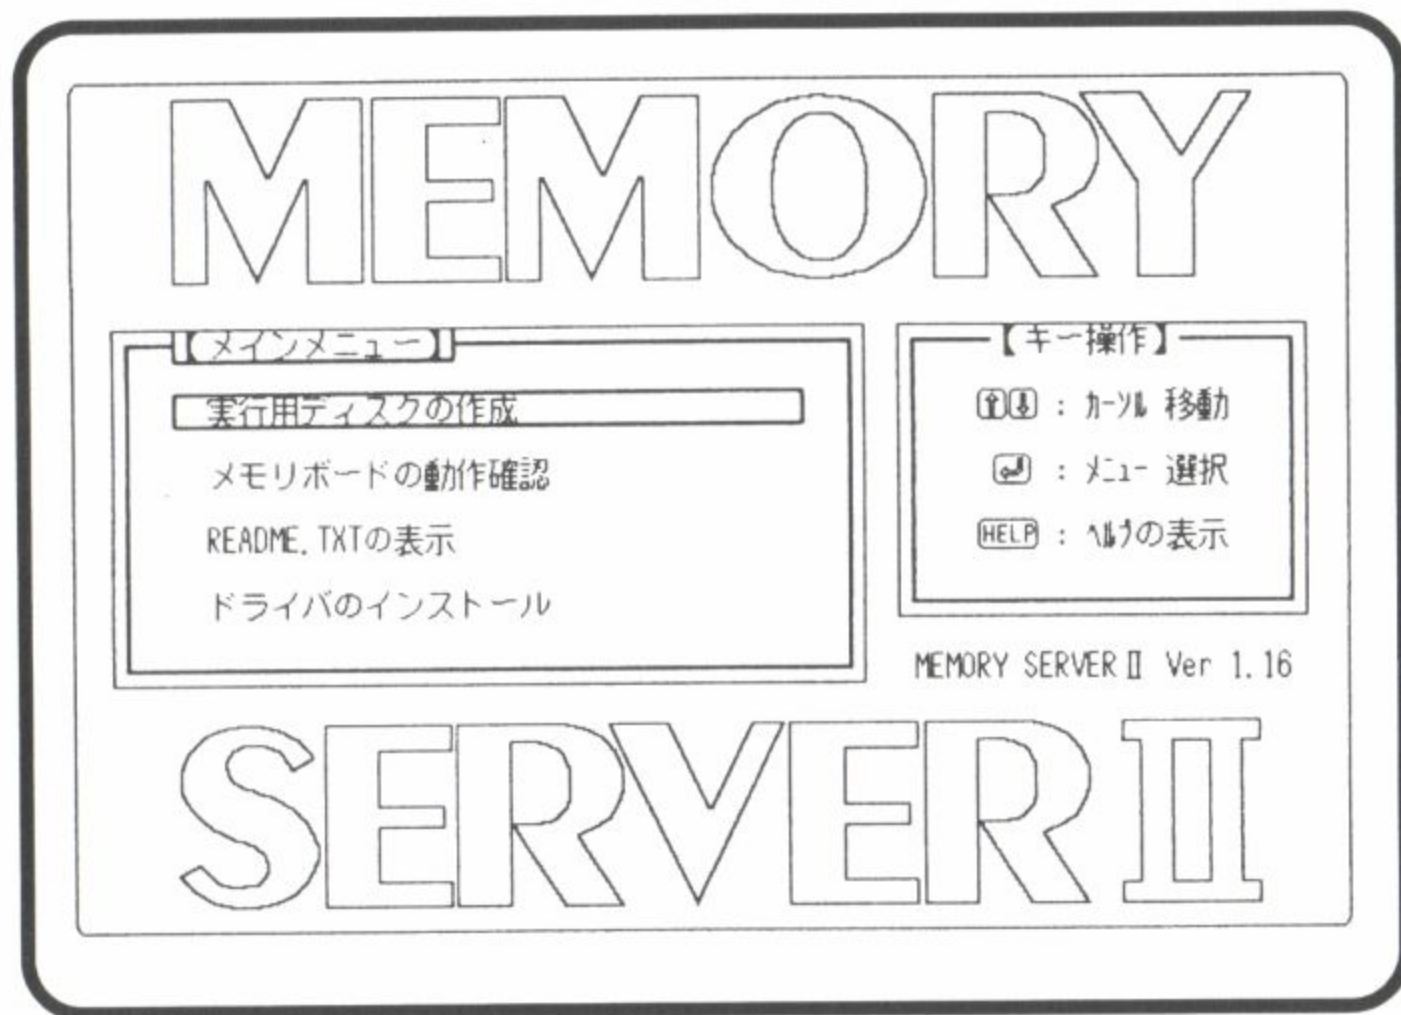 MEMORY
【メインメニュー】
実行用ディスクの作成
メモリボードの動作確認
README.TXTの表示
ドライバのインストール
【キー操作】
⇧⇩ : ｶｰｿﾙ 移動
↲ : ﾒﾆｭｰ 選択
HELP : ﾍﾙﾌﾟの表示
MEMORY SERVER Ⅱ Ver 1.16
SERVER Ⅱ